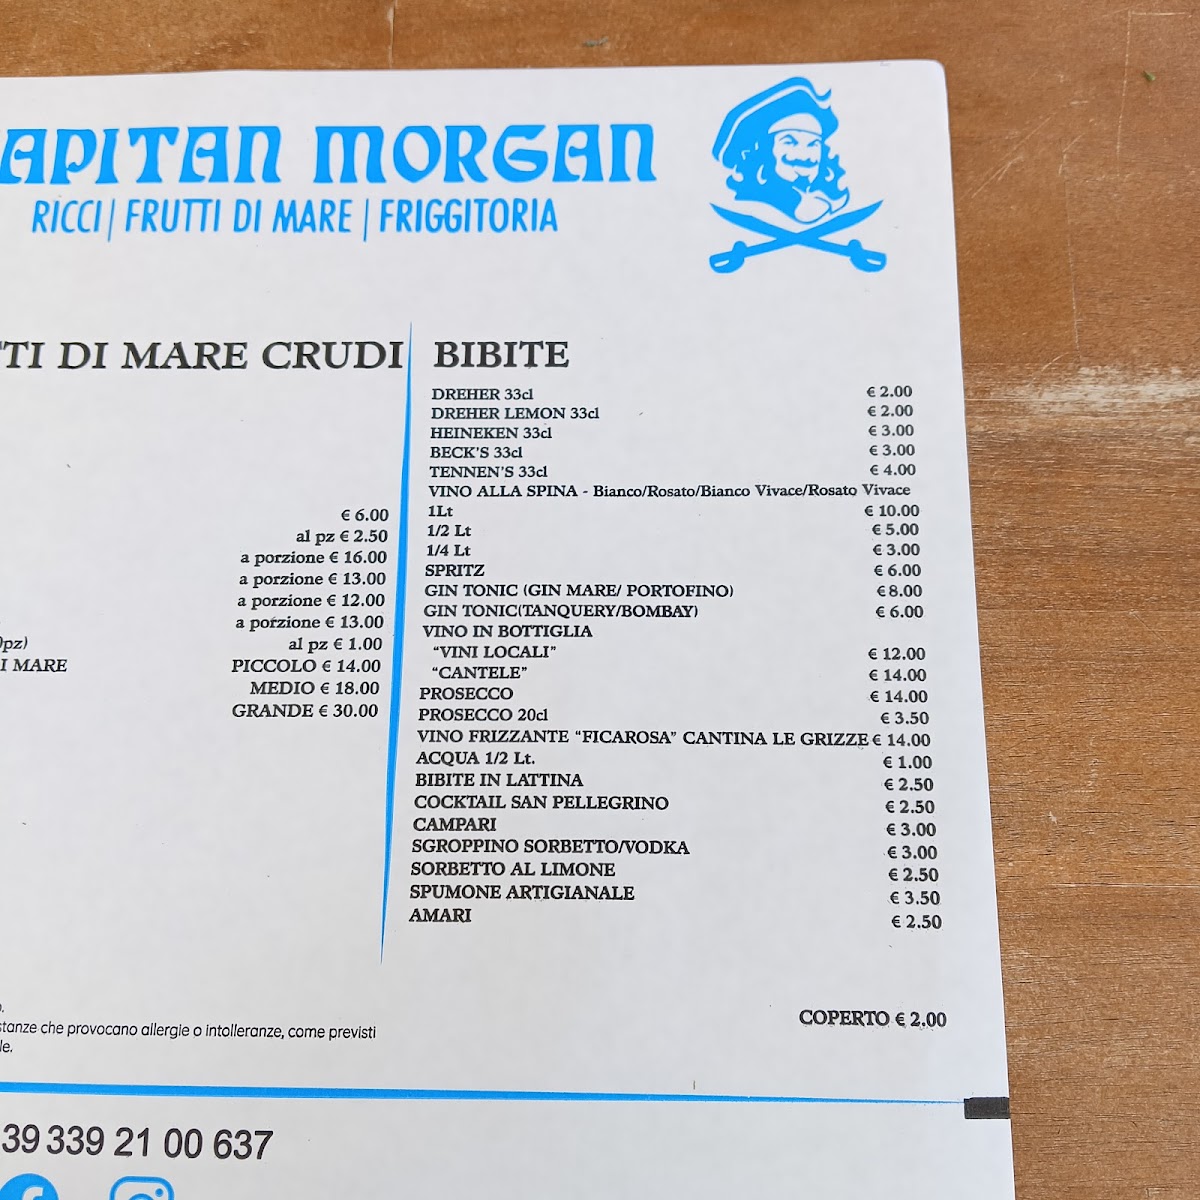 APITAN MORGAN
RICCI | FRUTTI DI MARE | FRIGGITORIA
TI DI MARE CRUDI
€ 6.00
al pz € 2.50
a porzione € 16.00
a porzione € 13.00
a porzione € 12.00
a porzione € 13.00
pz) al pz € 1.00
I MARE PICCOLO € 14.00
MEDIO € 18.00
GRANDE € 30.00
BIBITE
DREHER 33cl € 2.00
DREHER LEMON 33cl € 2.00
HEINEKEN 33cl € 3.00
BECK'S 33cl € 3.00
TENNEN'S 33cl € 4.00
VINO ALLA SPINA - Bianco/Rosato/Bianco Vivace/Rosato Vivace
1Lt € 10.00
1/2 Lt € 5.00
1/4 Lt € 3.00
SPRITZ € 6.00
GIN TONIC (GIN MARE/ PORTOFINO) €8.00
GIN TONIC(TANQUERY/BOMBAY) € 6.00
VINO IN BOTTIGLIA
"VINI LOCALI" € 12.00
"CANTELE" € 14.00
PROSECCO € 14.00
PROSECCO 20cl € 3.50
VINO FRIZZANTE "FICAROSA" CANTINA LE GRIZZE € 14.00
ACQUA 1/2 Lt. € 1.00
BIBITE IN LATTINA € 2.50
COCKTAIL SAN PELLEGRINO € 2.50
CAMPARI € 3.00
SGROPPINO SORBETTO/VODKA € 3.00
SORBETTO AL LIMONE € 2.50
SPUMONE ARTIGIANALE € 3.50
AMARI € 2.50
COPERTO € 2.00
stanze che provocano allergie o intolleranze, come previsti
le.
39 339 21 00 637